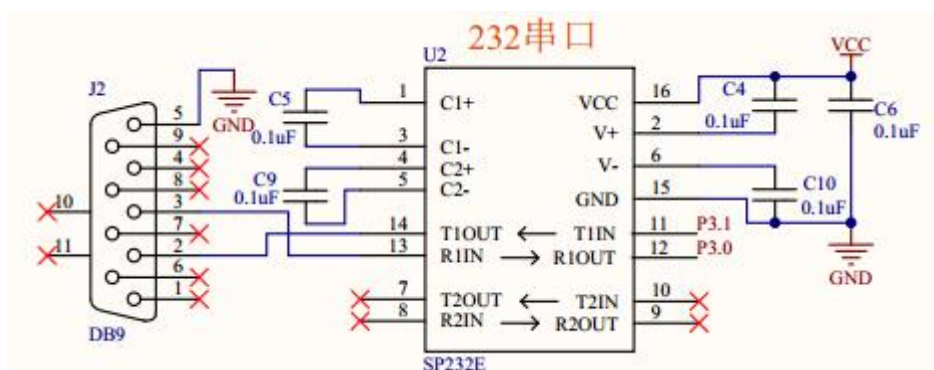 232串口
U2
VCC
J2
5
GND
C5
0.1uF
1
C1+
VCC
16
C4
0.1uF
C6
0.1uF
9
3
C1-
V+
2
4
4
C2+
V-
6
8
C9
0.1uF
5
C2-
C10
0.1uF
10
3
GND
15
7
14
T1OUT
T1IN
11
P3.1
11
2
13
R1IN
R1OUT
12
P3.0
GND
6
7
T2OUT
T2IN
10
1
8
R2IN
R2OUT
9
DB9
SP232E